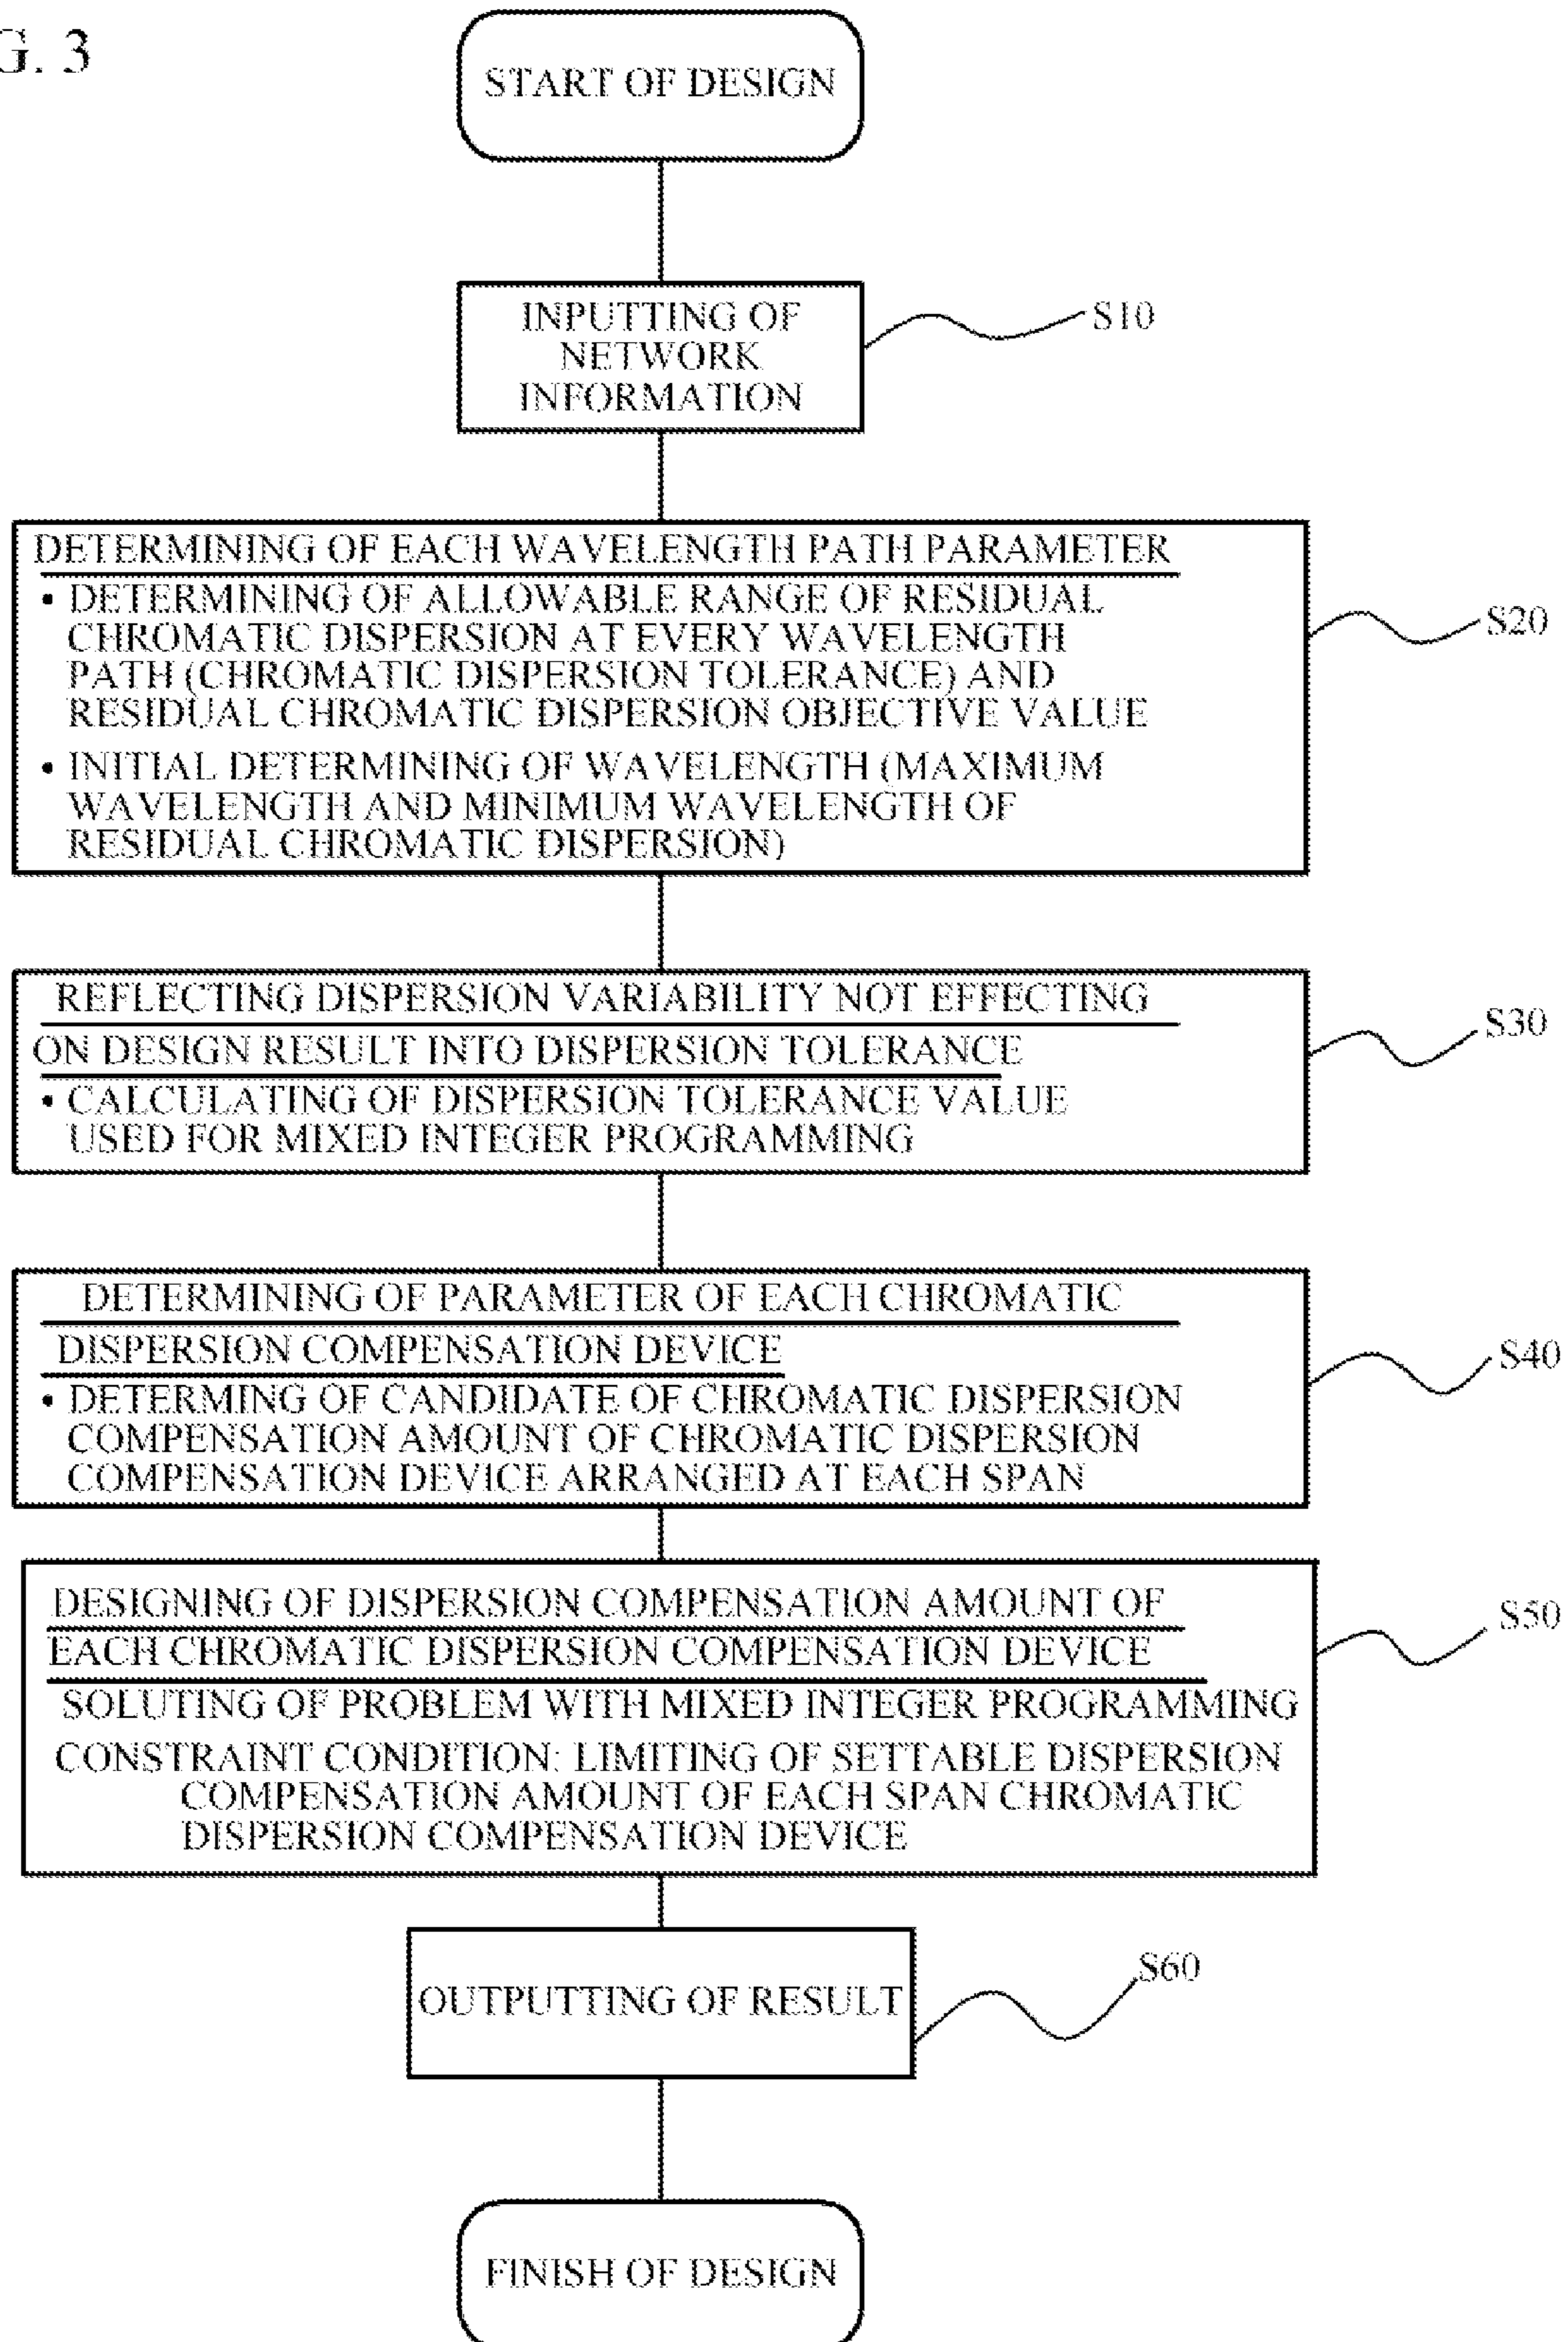 G. 3
START OF DESIGN
INPUTTING OF
NETWORK
INFORMATION
S10
DETERMINING OF EACH WAVELENGTH PATH PARAMETER
• DETERMINING OF ALLOWABLE RANGE OF RESIDUAL
CHROMATIC DISPERSION AT EVERY WAVELENGTH
PATH (CHROMATIC DISPERSION TOLERANCE) AND
RESIDUAL CHROMATIC DISPERSION OBJECTIVE VALUE
• INITIAL DETERMINING OF WAVELENGTH (MAXIMUM
WAVELENGTH AND MINIMUM WAVELENGTH OF
RESIDUAL CHROMATIC DISPERSION)
S20
REFLECTING DISPERSION VARIABILITY NOT EFFECTING
ON DESIGN RESULT INTO DISPERSION TOLERANCE
• CALCULATING OF DISPERSION TOLERANCE VALUE
USED FOR MIXED INTEGER PROGRAMMING
S30
DETERMINING OF PARAMETER OF EACH CHROMATIC
DISPERSION COMPENSATION DEVICE
• DETERMING OF CANDIDATE OF CHROMATIC DISPERSION
COMPENSATION AMOUNT OF CHROMATIC DISPERSION
COMPENSATION DEVICE ARRANGED AT EACH SPAN
S40
DESIGNING OF DISPERSION COMPENSATION AMOUNT OF
EACH CHROMATIC DISPERSION COMPENSATION DEVICE
SOLUTING OF PROBLEM WITH MIXED INTEGER PROGRAMMING
CONSTRAINT CONDITION: LIMITING OF SETTABLE DISPERSION
COMPENSATION AMOUNT OF EACH SPAN CHROMATIC
DISPERSION COMPENSATION DEVICE
S50
OUTPUTTING OF RESULT
S60
FINISH OF DESIGN